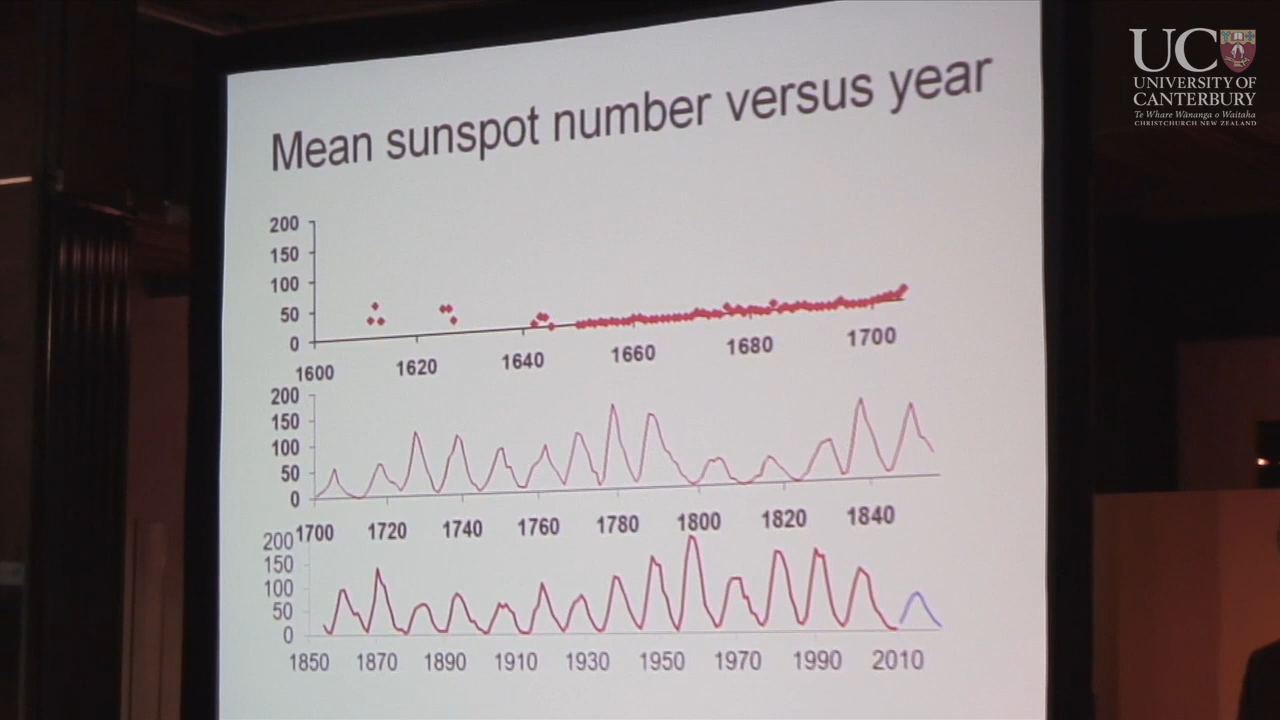 UC
UNIVERSITY OF
CANTERBURY
Te Whare Wānanga o Waitaha
CHRISTCHURCH NEW ZEALAND
Mean sunspot number versus year
200
150
100
50
0
1600 1620 1640 1660 1680 1700
200
150
100
50
0
1700 1720 1740 1760 1780 1800 1820 1840
200
150
100
50
0
1850 1870 1890 1910 1930 1950 1970 1990 2010